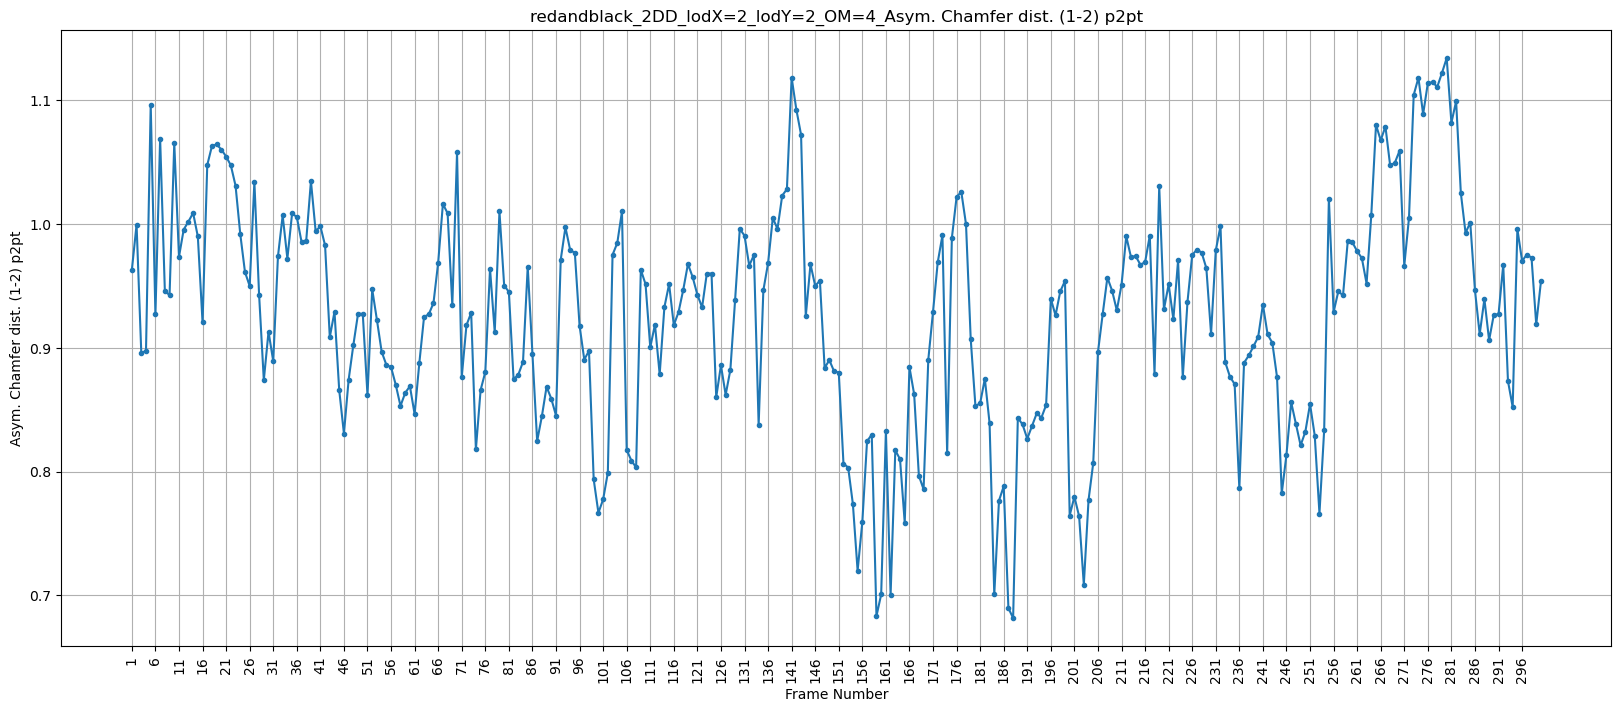 redandblack_2DD_lodX=2_lodY=2_OM=4_Asym. Chamfer dist. (1-2) p2pt
Asym. Chamfer dist. (1-2) p2pt
1.1
1.0
0.9
0.8
0.7
1 6 11 16 21 26 31 36 41 46 51 56 61 66 71 76 81 86 91 96 101 106 111 116 121 126 131 136 141 146 151 156 161 166 171 176 181 186 191 196 201 206 211 216 221 226 231 236 241 246 251 256 261 266 271 276 281 286 291 296
Frame Number